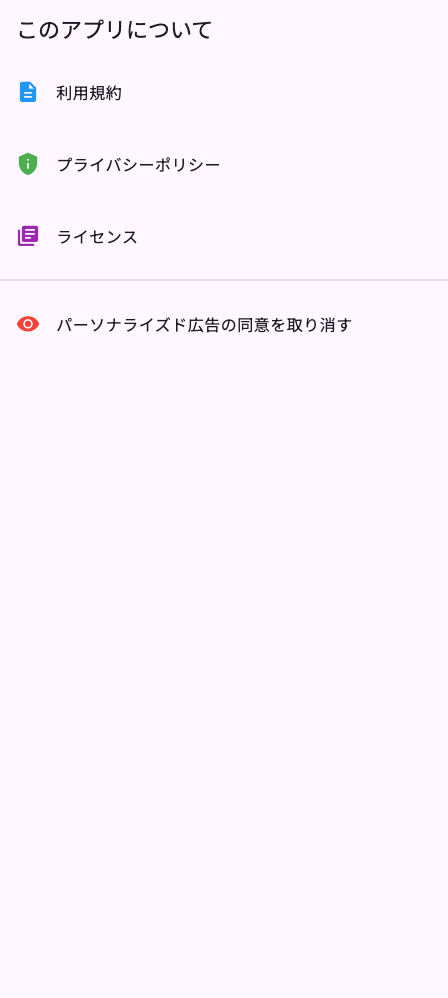 このアプリについて
利用規約
プライバシーポリシー
ライセンス
パーソナライズド広告の同意を取り消す